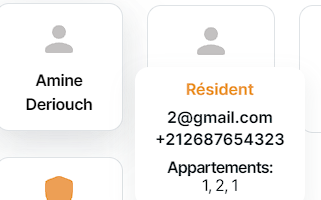 Amine
Deriouch
Résident
2@gmail.com
+212687654323
Appartements:
1, 2, 1